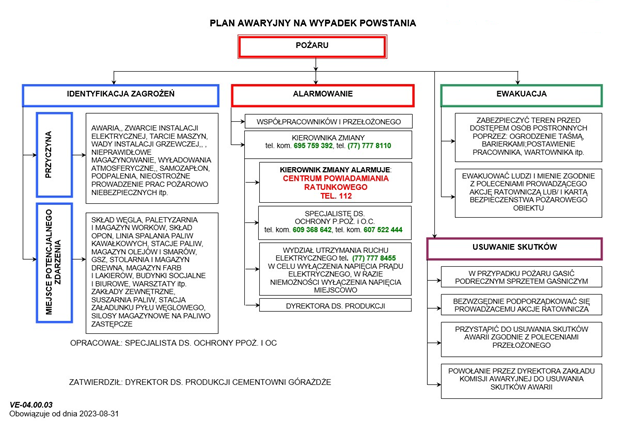 PLAN AWARYJNY NA WYPADEK POWSTANIA
POŻARU
IDENTYFIKACJA ZAGROŻEŃ
PRZYCZYNA
AWARIA,, ZWARCIE INSTALACJI
ELEKTRYCZNEJ, TARCIE MASZYN,
WADY INSTALACJI GRZEWCZEJ,, ,
NIEPRAWIDŁOWE
MAGAZYNOWANIE, WYŁADOWANIA
ATMOSFERYCZNE,, SAMOZAPŁON,
PODPALENIA, NIEOSTROŻNE
PROWADZENIE PRAC POŻAROWO
NIEBEZPIECZNYCH itp.
MIEJSCE POTENCJALNEGO
ZDARZENIA
SKŁAD WĘGLA, PALETYZARNIA
I MAGAZYN WORKÓW, SKŁAD
OPON, LINIA SPALANIA PALIW
KAWAŁKOWYCH, STACJE PALIW,
MAGAZYN OLEJÓW I SMARÓW,
GSZ, STOLARNIA I MAGAZYN
DREWNA, MAGAZYN FARB
I LAKIERÓW, BUDYNKI SOCJALNE
I BIUROWE, WARSZTATY itp.
ZAKŁADY ZEWNĘTRZNE,
SUSZARNIA PALIW, STACJA
ZAŁADUNKU PYŁU WĘGLOWEGO,
SILOSY MAGAZYNOWE NA PALIWO
ZASTĘPCZE
ALARMOWANIE
WSPÓŁPRACOWNIKÓW I PRZEŁOŻONEGO
KIEROWNIKA ZMIANY
tel. kom. 695 759 392, tel. (77) 777 8110
KIEROWNIK ZMIANY ALARMUJE:
CENTRUM POWIADAMIANIA
RATUNKOWEGO
TEL. 112
SPECJALISTĘ DS.
OCHRONY P.POŻ. I O.C.
tel. kom. 609 368 642, tel. kom. 607 522 444
WYDZIAŁ UTRZYMANIA RUCHU
ELEKTRYCZNEGO tel. (77) 777 8455
W CELU WYŁĄCZENIA NAPIĘCIA PRĄDU
ELEKTRYCZNEGO, W RAZIE
NIEMOŻNOŚCI WYŁĄCZENIA NAPIĘCIA
MIEJSCOWO
DYREKTORA DS. PRODUKCJI
EWAKUACJA
ZABEZPIECZYĆ TEREN PRZED
DOSTĘPEM OSÓB POSTRONNYCH
POPRZEZ: OGRODZENIE TAŚMĄ,
BARIERKAMI;POSTAWIENIE
PRACOWNIKA, WARTOWNIKA itp.
EWAKUOWAĆ LUDZI I MIENIE ZGODNIE
Z POLECENIAMI PROWADZĄCEGO
AKCJĘ RATOWNICZĄ LUB/ I KARTĄ
BEZPIECZEŃSTWA POŻAROWEGO
OBIEKTU
USUWANIE SKUTKÓW
W PRZYPADKU POŻARU GASIĆ
PODRĘCZNYM SPRZĘTEM GAŚNICZYM
BEZWZGĘDNIE PODPORZĄDKOWAĆ SIĘ
PROWADZĄCEMU AKCJE RATOWNICZA
PRZYSTĄPIĆ DO USUWANIA SKUTKÓW
AWARII ZGODNIE Z POLECENIAMI
PRZEŁOŻONEGO
POWOŁANIE PRZEZ DYREKTORA ZAKŁADU
KOMISJI AWARYJNEJ DO USUWANIA
SKUTKÓW AWARII
OPRACOWAŁ: SPECJALISTA DS. OCHRONY PPOŻ. I OC
ZATWIERDZIŁ: DYREKTOR DS. PRODUKCJI CEMENTOWNI GÓRAŻDŻE
VE-04.00.03
Obowiązuje od dnia 2023-08-31